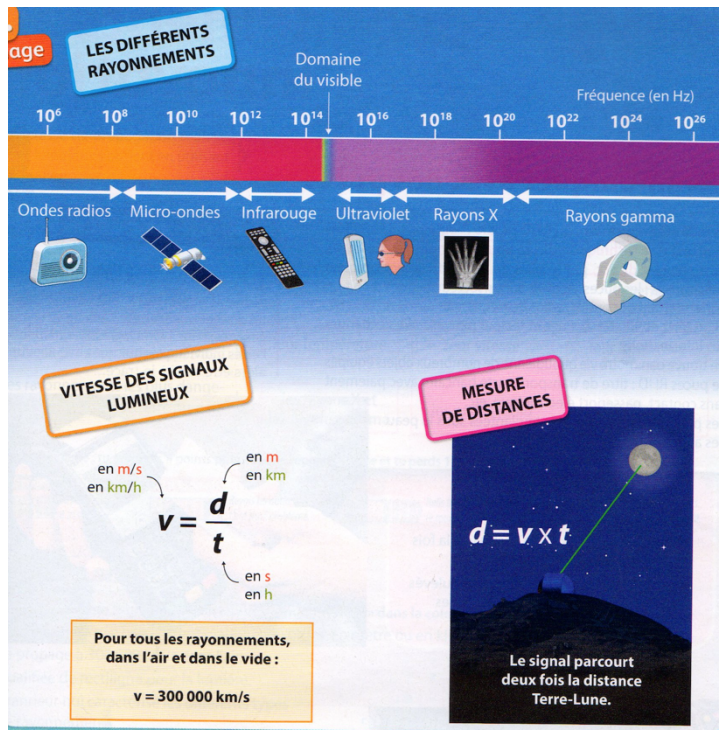 age
LES DIFFÉRENTS
RAYONNEMENTS
Domaine
du visible
Fréquence (en Hz)
10⁶ 10⁸ 10¹⁰ 10¹² 10¹⁴ 10¹⁶ 10¹⁸ 10²⁰ 10²² 10²⁴ 10²⁶
Ondes radios Micro-ondes Infrarouge Ultraviolet Rayons X Rayons gamma
VITESSE DES SIGNAUX
LUMINEUX
en m/s
en km/h
en m
en km
v = d
t
en s
en h
Pour tous les rayonnements,
dans l'air et dans le vide :
v = 300 000 km/s
MESURE
DE DISTANCES
d = v x t
Le signal parcourt
deux fois la distance
Terre-Lune.